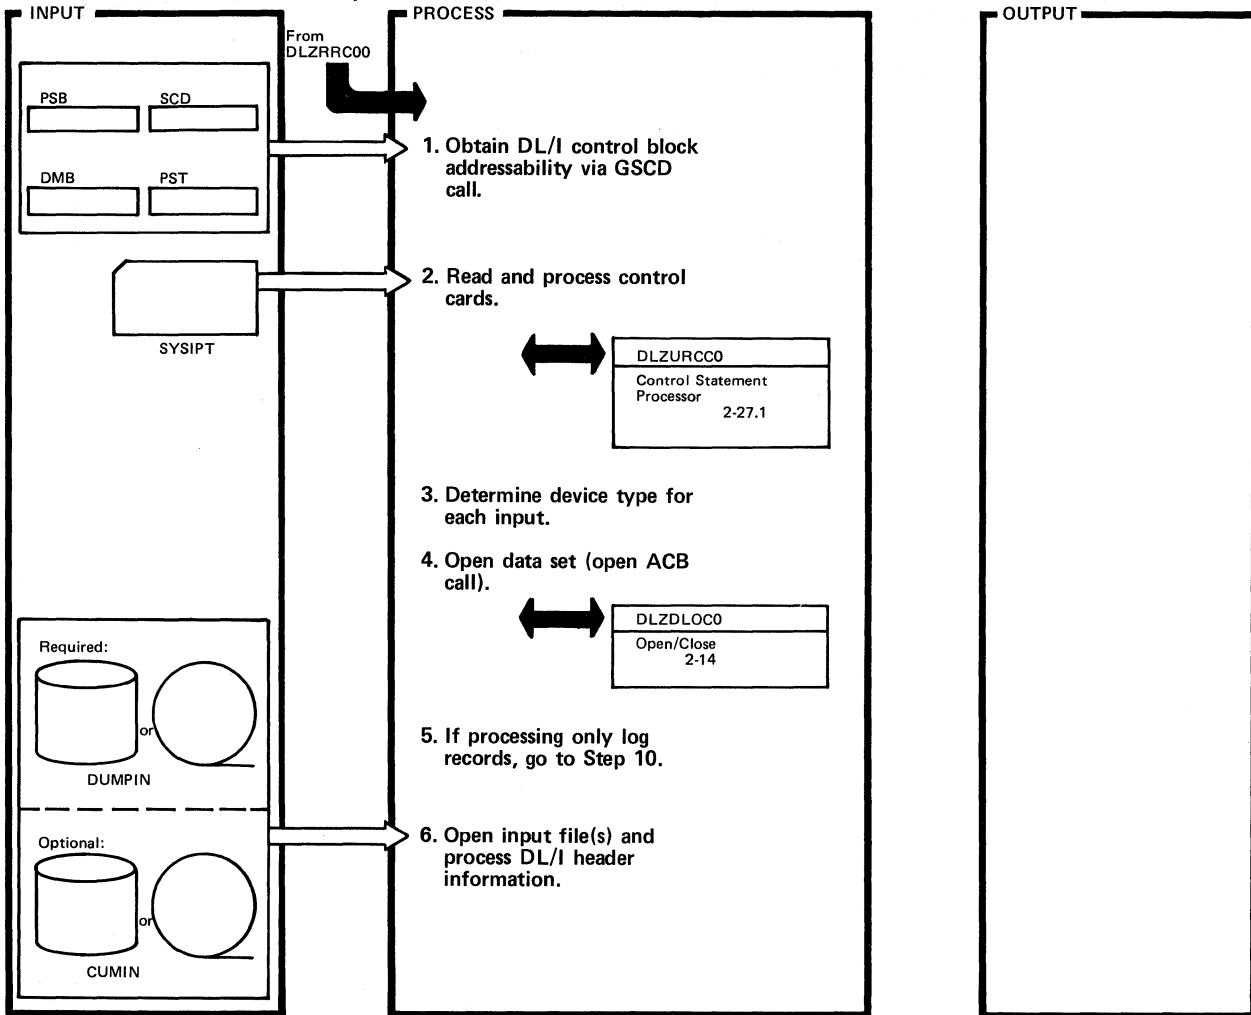 INPUT
PROCESS
OUTPUT
From
DLZRRC00
PSB
SCD
DMB
PST
1. Obtain DL/I control block
addressability via GSCD
call.
2. Read and process control
cards.
SYSIPT
DLZURCC0
Control Statement
Processor
2-27.1
3. Determine device type for
each input.
4. Open data set (open ACB
call).
DLZDLOC0
Open/Close
2-14
Required:
or
DUMPIN
5. If processing only log
records, go to Step 10.
6. Open input file(s) and
process DL/I header
information.
Optional:
or
CUMIN